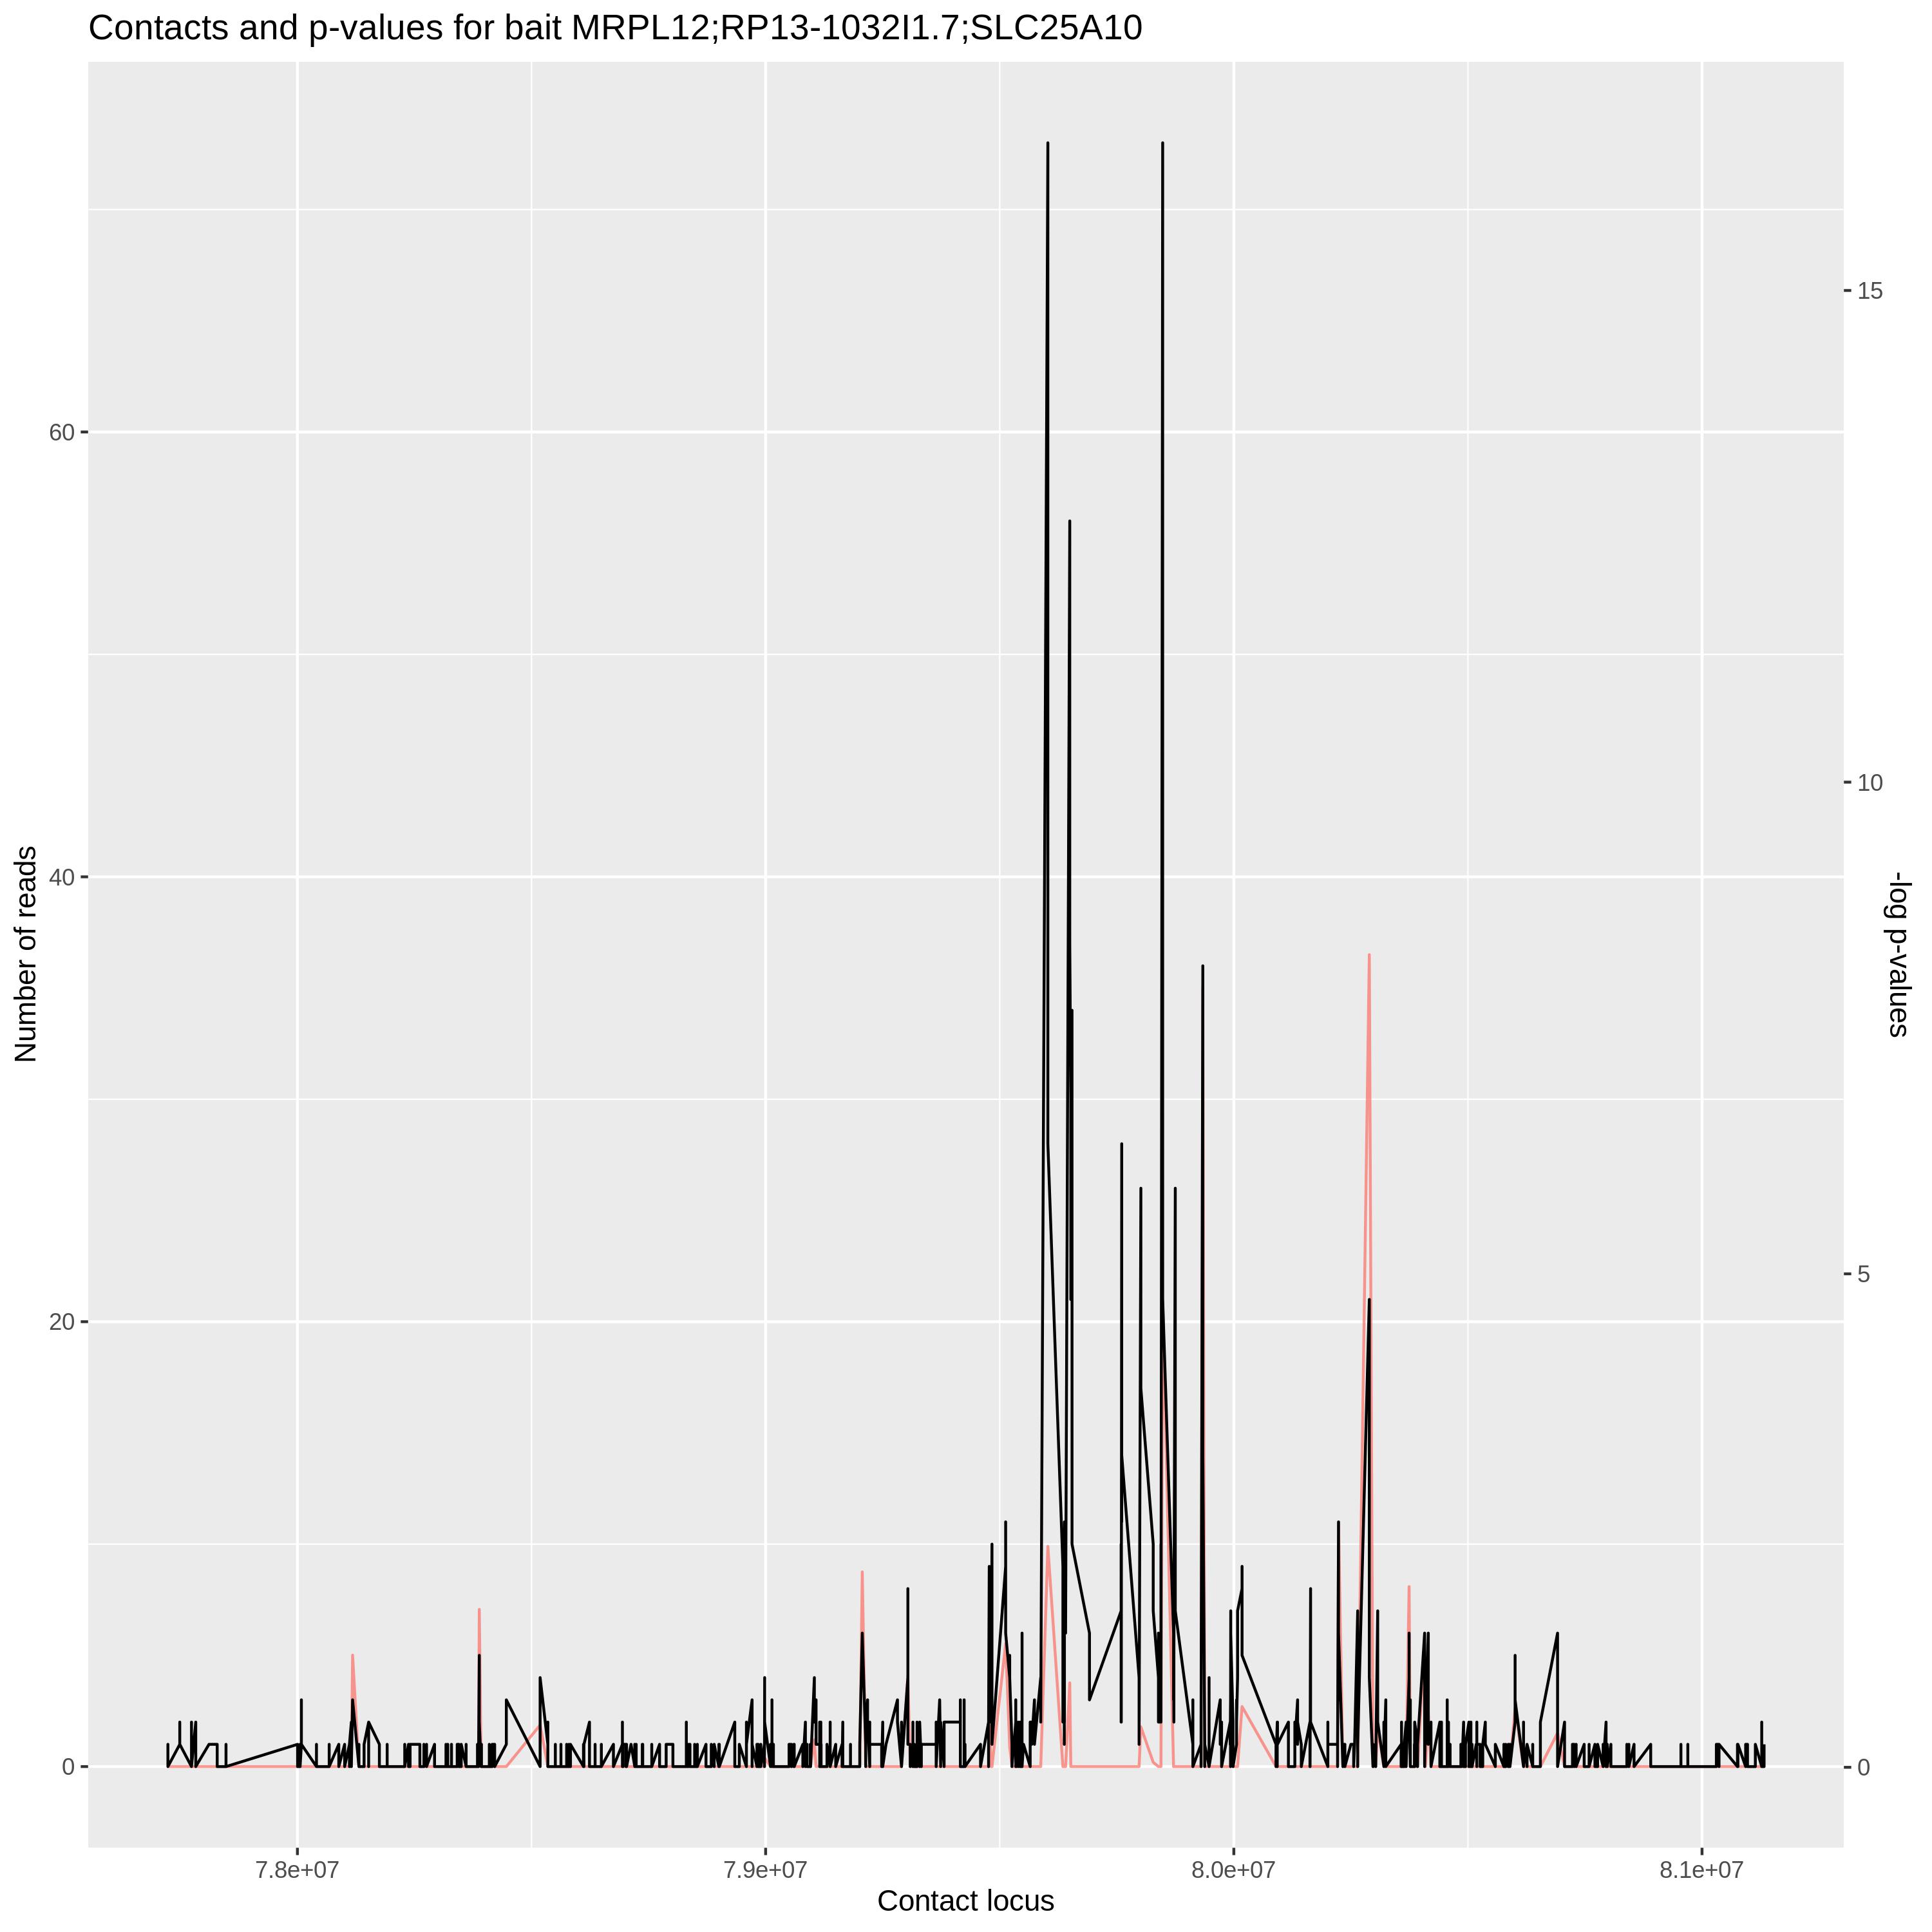 Contacts and p-values for bait MRPL12;RP13-1032I1.7;SLC25A10
60
40
20
0
Number of reads
15
10
5
0
-log p-values
7.8e+07
7.9e+07
8.0e+07
8.1e+07
Contact locus